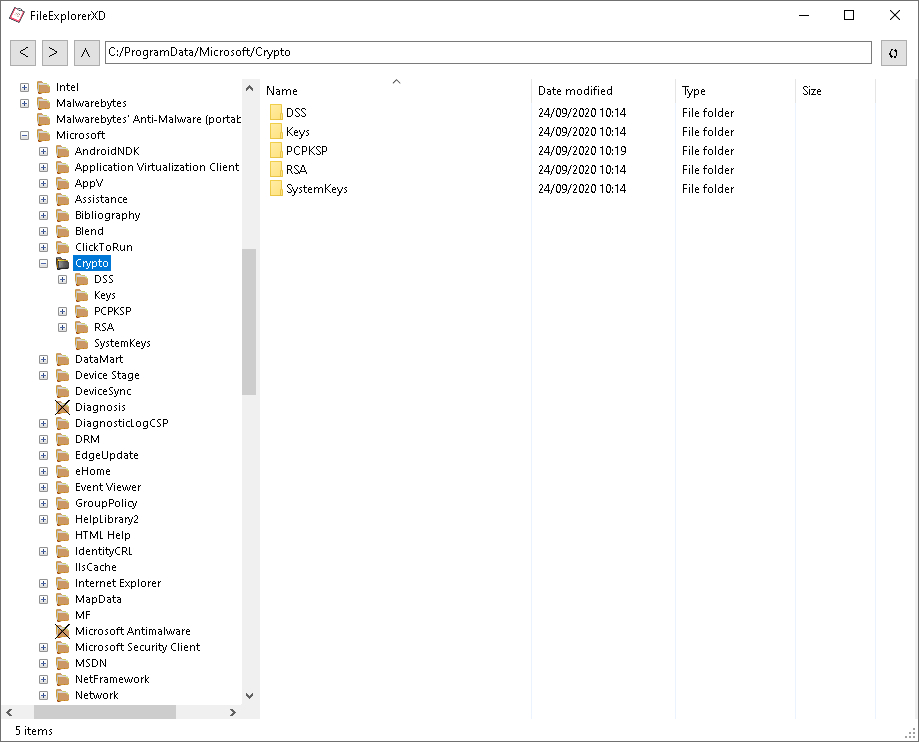 FileExplorerXD
< > ^ C:/ProgramData/Microsoft/Crypto
Intel
Malwarebytes
Malwarebytes' Anti-Malware (portab
Microsoft
AndroidNDK
Application Virtualization Client
AppV
Assistance
Bibliography
Blend
ClickToRun
Crypto
DSS
Keys
PCPKSP
RSA
SystemKeys
DataMart
Device Stage
DeviceSync
Diagnosis
DiagnosticLogCSP
DRM
EdgeUpdate
eHome
Event Viewer
GroupPolicy
HelpLibrary2
HTML Help
IdentityCRL
IlsCache
Internet Explorer
MapData
MF
Microsoft Antimalware
Microsoft Security Client
MSDN
NetFramework
Network
Name Date modified Type Size
DSS 24/09/2020 10:14 File folder
Keys 24/09/2020 10:14 File folder
PCPKSP 24/09/2020 10:19 File folder
RSA 24/09/2020 10:14 File folder
SystemKeys 24/09/2020 10:14 File folder
5 items